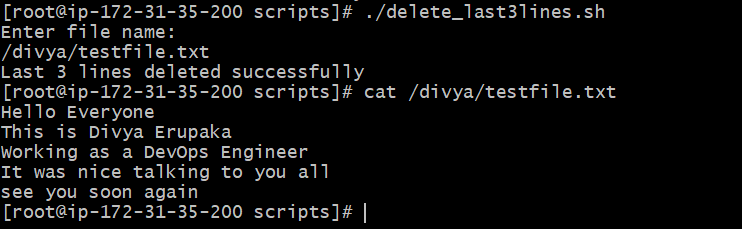 [root@ip-172-31-35-200 scripts]# ./delete_last3lines.sh
Enter file name:
/divya/testfile.txt
Last 3 lines deleted successfully
[root@ip-172-31-35-200 scripts]# cat /divya/testfile.txt
Hello Everyone
This is Divya Erupaka
Working as a DevOps Engineer
It was nice talking to you all
see you soon again
[root@ip-172-31-35-200 scripts]#